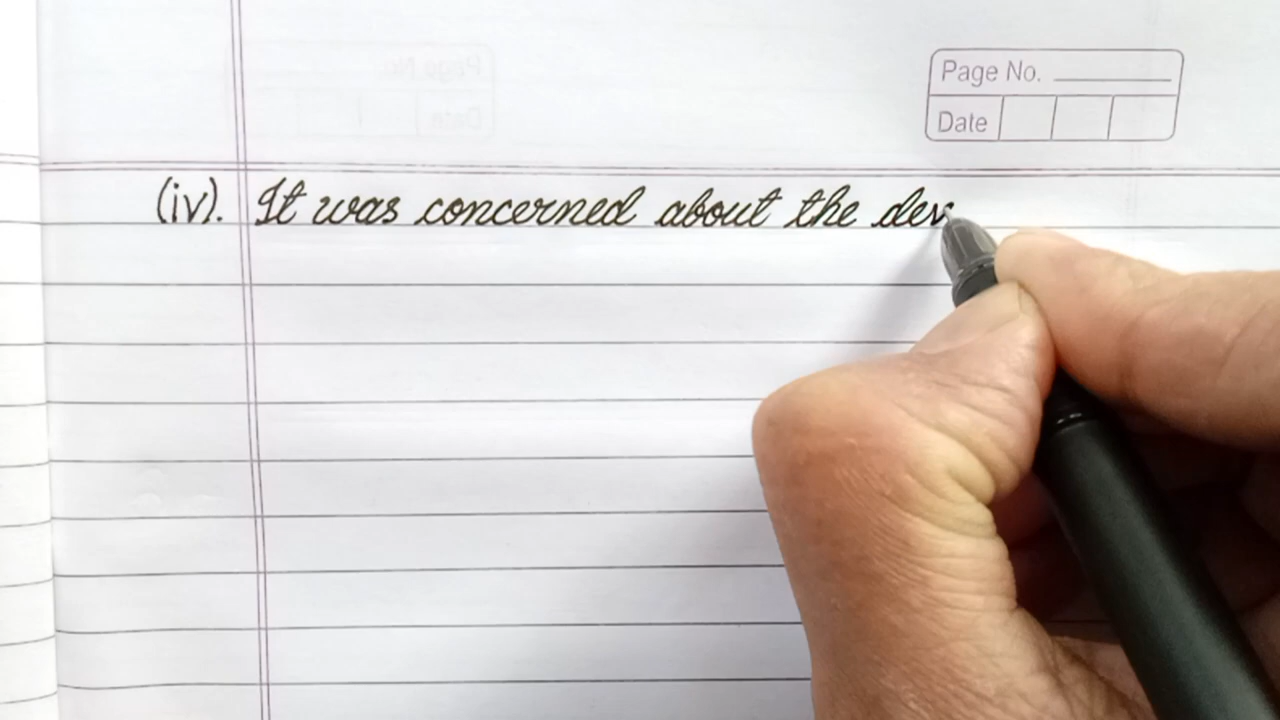 Page No.
Date
(iv). It was concerned about the dev